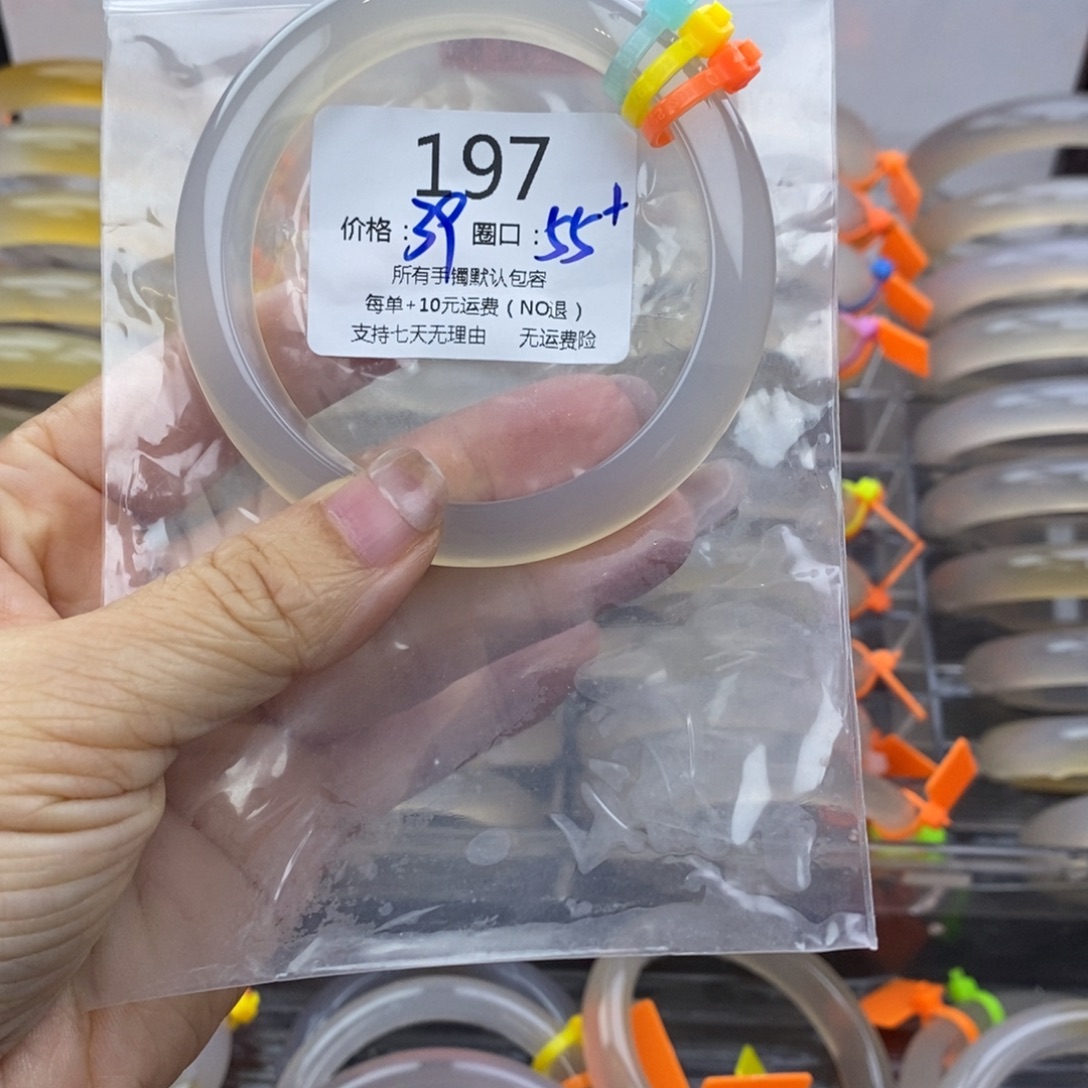 197
价格：39 圈口：55+
所有手镯默认包容
每单+10元运费（NO退）
支持七天无理由 无运费险